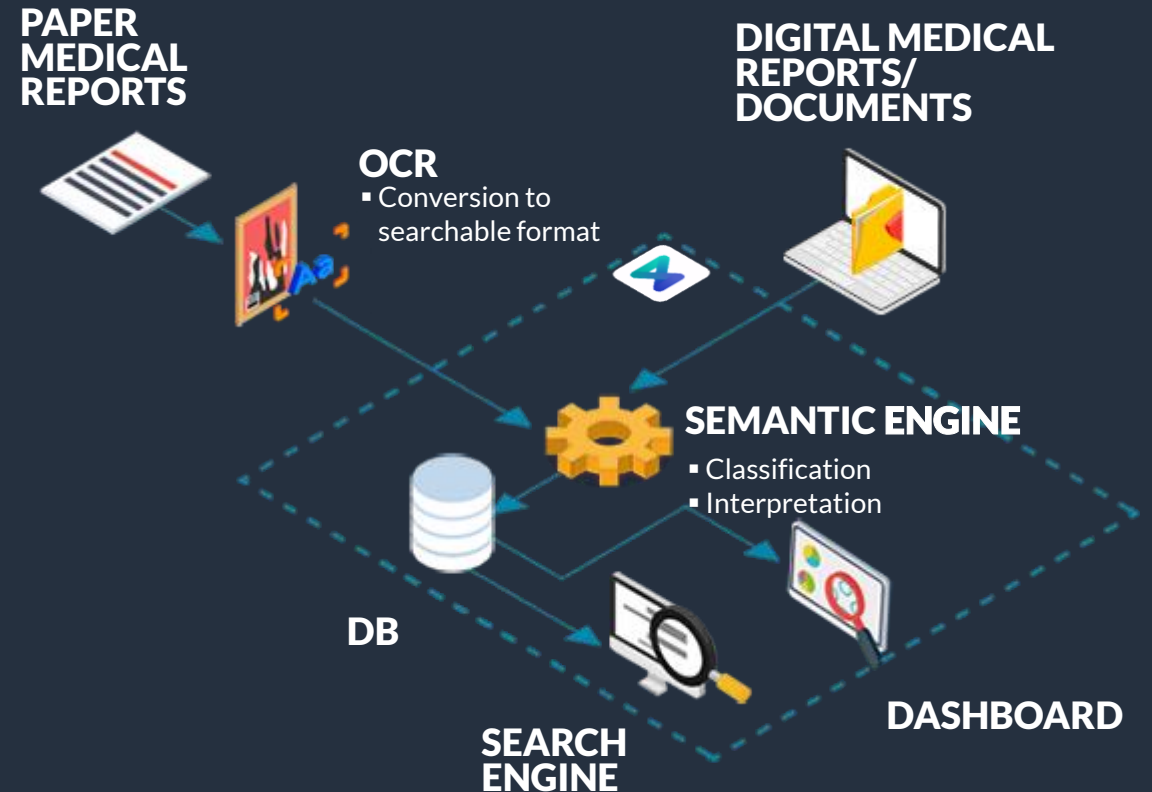 PAPER
MEDICAL
REPORTS
DIGITAL MEDICAL
REPORTS/
DOCUMENTS
OCR
▪ Conversion to
searchable format
Aa
SEMANTIC ENGINE
▪ Classification
▪ Interpretation
DB
DASHBOARD
SEARCH
ENGINE